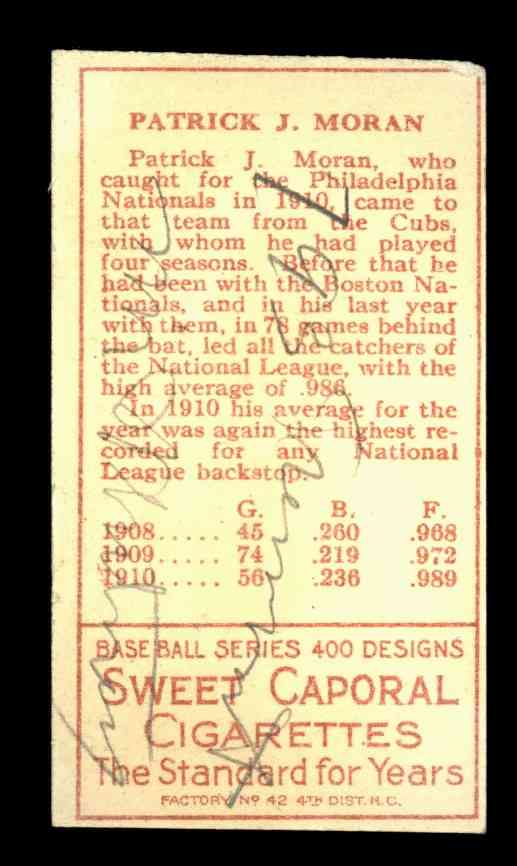 PATRICK J. MORAN
Patrick J. Moran, who
caught for the Philadelphia
Nationals in 1910, came to
that team from the Cubs,
with whom he had played
four seasons. Before that he
had been with the Boston Na-
tionals, and in his last year
with them, in 78 games behind
the bat, led all the catchers of
the National League, with the
high average of .986.
In 1910 his average for the
year was again the highest re-
corded for any National
League backstop.
G. B. F.
1908..... 45 .260 .968
1909..... 74 .219 .972
1910..... 56 .236 .989
BASE BALL SERIES 400 DESIGNS
SWEET CAPORAL
CIGARETTES
The Standard for Years
FACTORY Nº 42 4TH DIST. N.C.